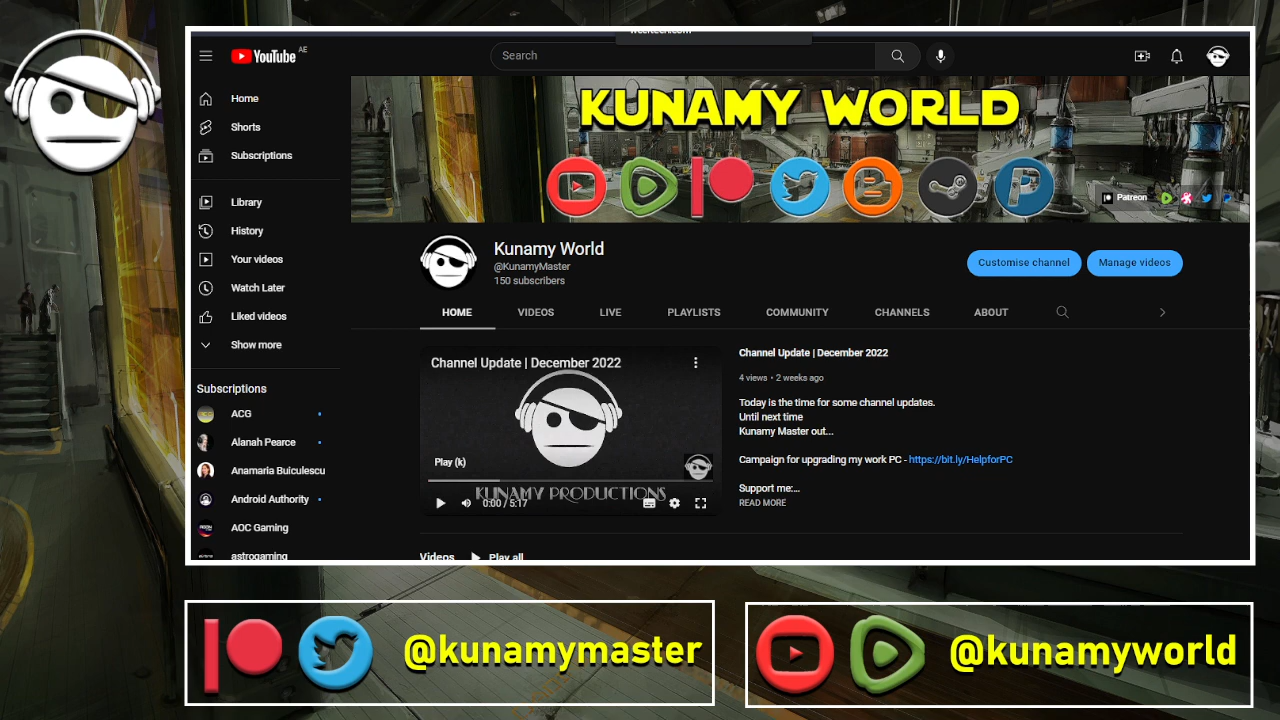 YouTube AE
Search
Home
Shorts
Subscriptions
Library
History
Your videos
Watch Later
Liked videos
Show more
Subscriptions
ACG
Alanah Pearce
Anamaria Buiculescu
Android Authority
AOC Gaming
astrogaming
KUNAMY WORLD
Patreon
Kunamy World
@KunamyMaster
150 subscribers
Customise channel
Manage videos
HOME
VIDEOS
LIVE
PLAYLISTS
COMMUNITY
CHANNELS
ABOUT
Channel Update | December 2022
Play (k)
KUNAMY PRODUCTIONS
0:00 / 5:17
Channel Update | December 2022
4 views • 2 weeks ago
Today is the time for some channel updates.
Until next time
Kunamy Master out...
Campaign for upgrading my work PC - https://bit.ly/HelpforPC
Support me:...
READ MORE
Videos
Play all
@kunamymaster
@kunamyworld